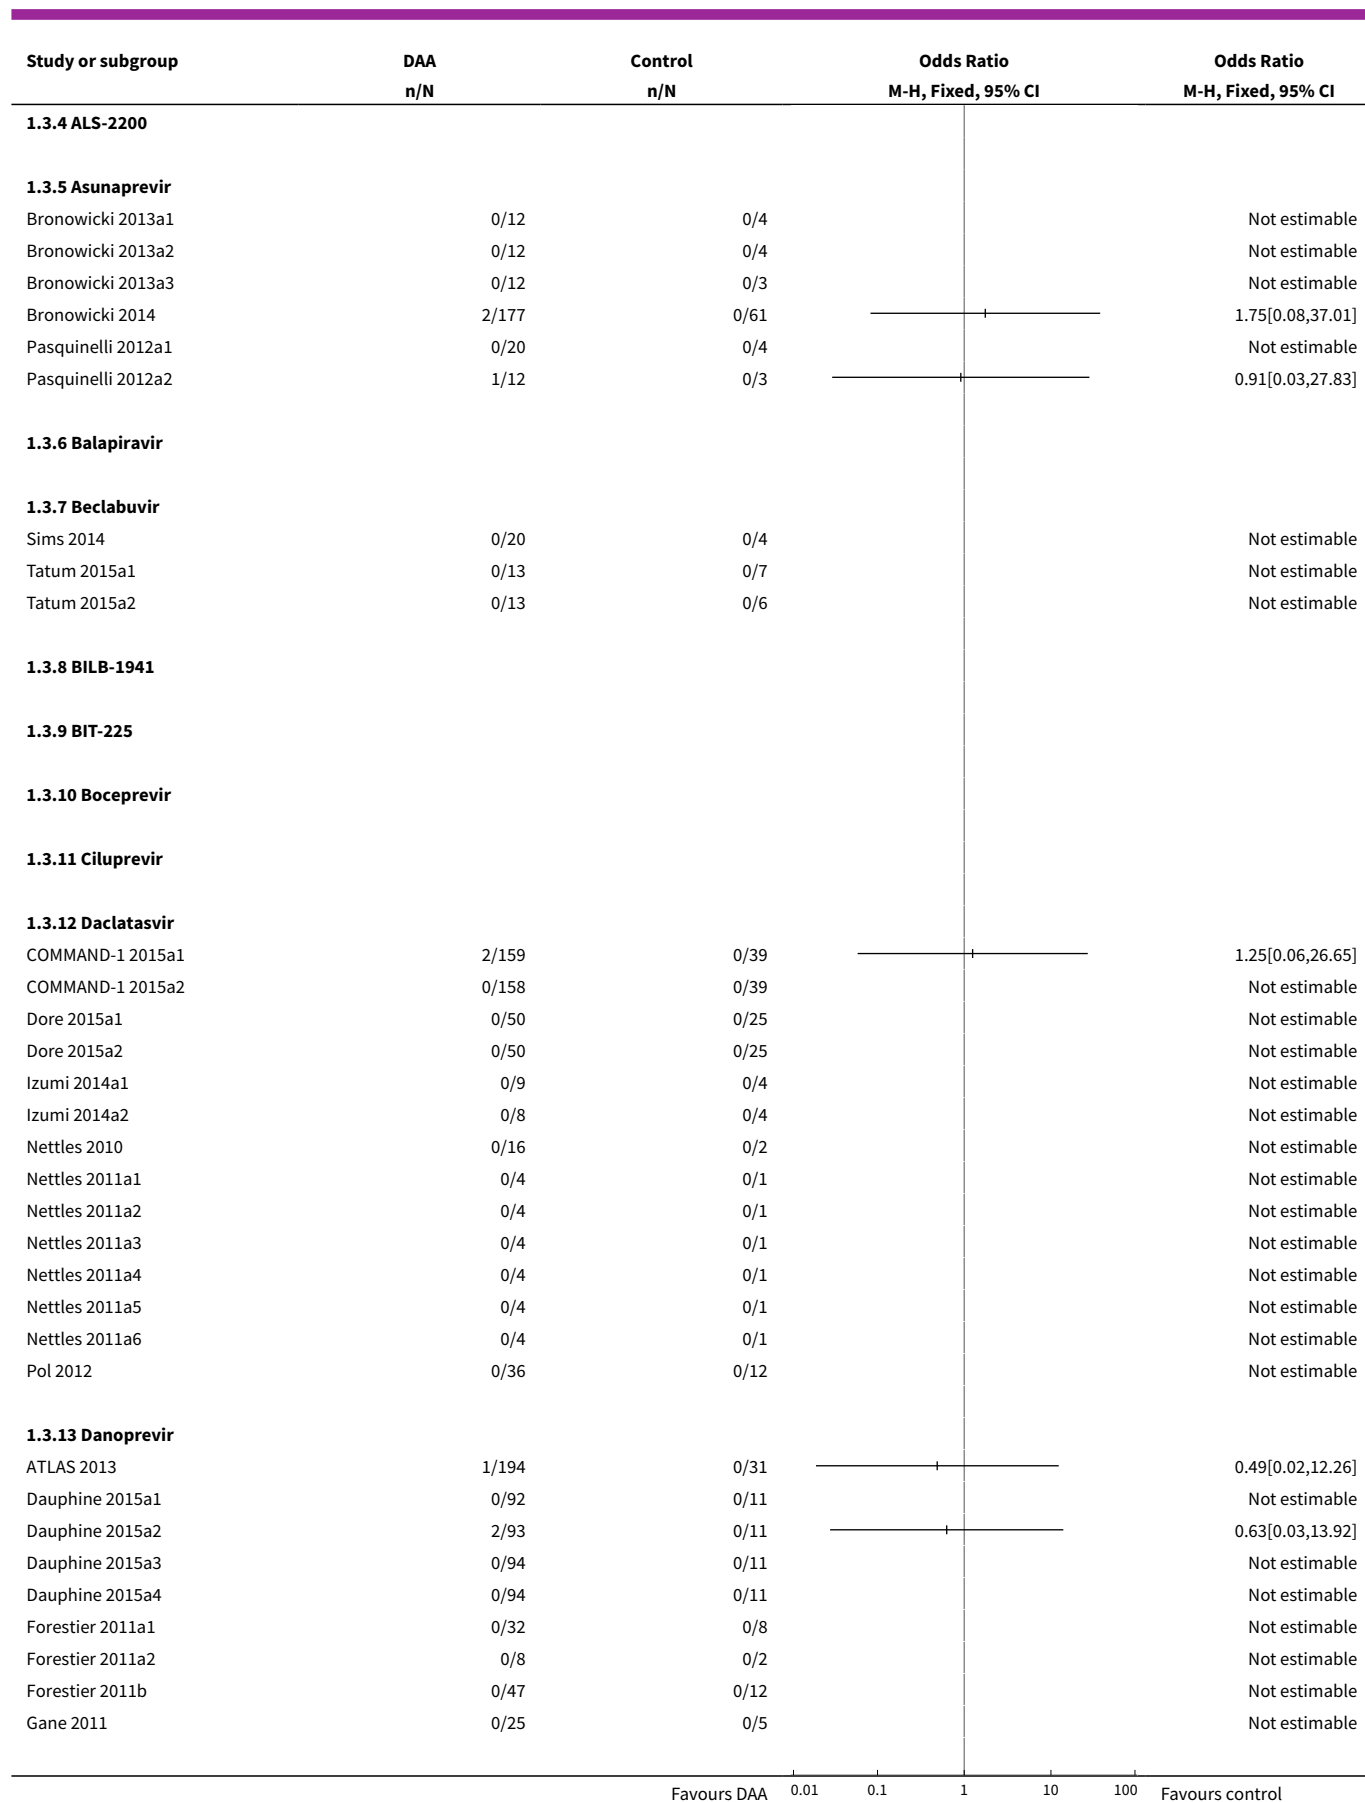 Study or subgroup DAA Control Odds Ratio Odds Ratio
n/N n/N M-H, Fixed, 95% CI M-H, Fixed, 95% CI
1.3.4 ALS-2200
1.3.5 Asunaprevir
Bronowicki 2013a1 0/12 0/4 Not estimable
Bronowicki 2013a2 0/12 0/4 Not estimable
Bronowicki 2013a3 0/12 0/3 Not estimable
Bronowicki 2014 2/177 0/61 1.75[0.08,37.01]
Pasquinelli 2012a1 0/20 0/4 Not estimable
Pasquinelli 2012a2 1/12 0/3 0.91[0.03,27.83]
1.3.6 Balapiravir
1.3.7 Beclabuvir
Sims 2014 0/20 0/4 Not estimable
Tatum 2015a1 0/13 0/7 Not estimable
Tatum 2015a2 0/13 0/6 Not estimable
1.3.8 BILB-1941
1.3.9 BIT-225
1.3.10 Boceprevir
1.3.11 Ciluprevir
1.3.12 Daclatasvir
COMMAND-1 2015a1 2/159 0/39 1.25[0.06,26.65]
COMMAND-1 2015a2 0/158 0/39 Not estimable
Dore 2015a1 0/50 0/25 Not estimable
Dore 2015a2 0/50 0/25 Not estimable
Izumi 2014a1 0/9 0/4 Not estimable
Izumi 2014a2 0/8 0/4 Not estimable
Nettles 2010 0/16 0/2 Not estimable
Nettles 2011a1 0/4 0/1 Not estimable
Nettles 2011a2 0/4 0/1 Not estimable
Nettles 2011a3 0/4 0/1 Not estimable
Nettles 2011a4 0/4 0/1 Not estimable
Nettles 2011a5 0/4 0/1 Not estimable
Nettles 2011a6 0/4 0/1 Not estimable
Pol 2012 0/36 0/12 Not estimable
1.3.13 Danoprevir
ATLAS 2013 1/194 0/31 0.49[0.02,12.26]
Dauphine 2015a1 0/92 0/11 Not estimable
Dauphine 2015a2 2/93 0/11 0.63[0.03,13.92]
Dauphine 2015a3 0/94 0/11 Not estimable
Dauphine 2015a4 0/94 0/11 Not estimable
Forestier 2011a1 0/32 0/8 Not estimable
Forestier 2011a2 0/8 0/2 Not estimable
Forestier 2011b 0/47 0/12 Not estimable
Gane 2011 0/25 0/5 Not estimable
Favours DAA 0.01 0.1 1 10 100 Favours control